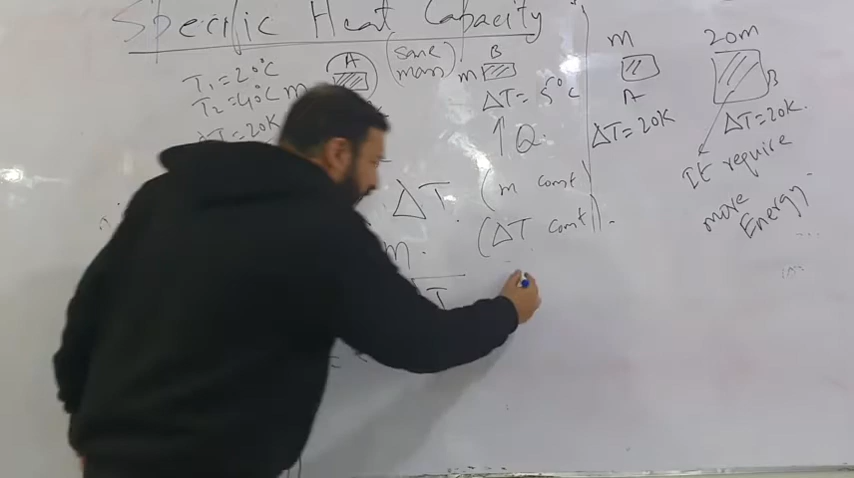 Specific Heat Capacity
T₁ = 20°C
T₂ = 40°C m
ΔT = 20K
A
(same mass)
B
m
ΔT = 5°C
↑Q.
ΔT. (m const)
m. (ΔT const).
T
m
A
ΔT = 20K
20m
B
ΔT = 20K.
It require
more
Energy.